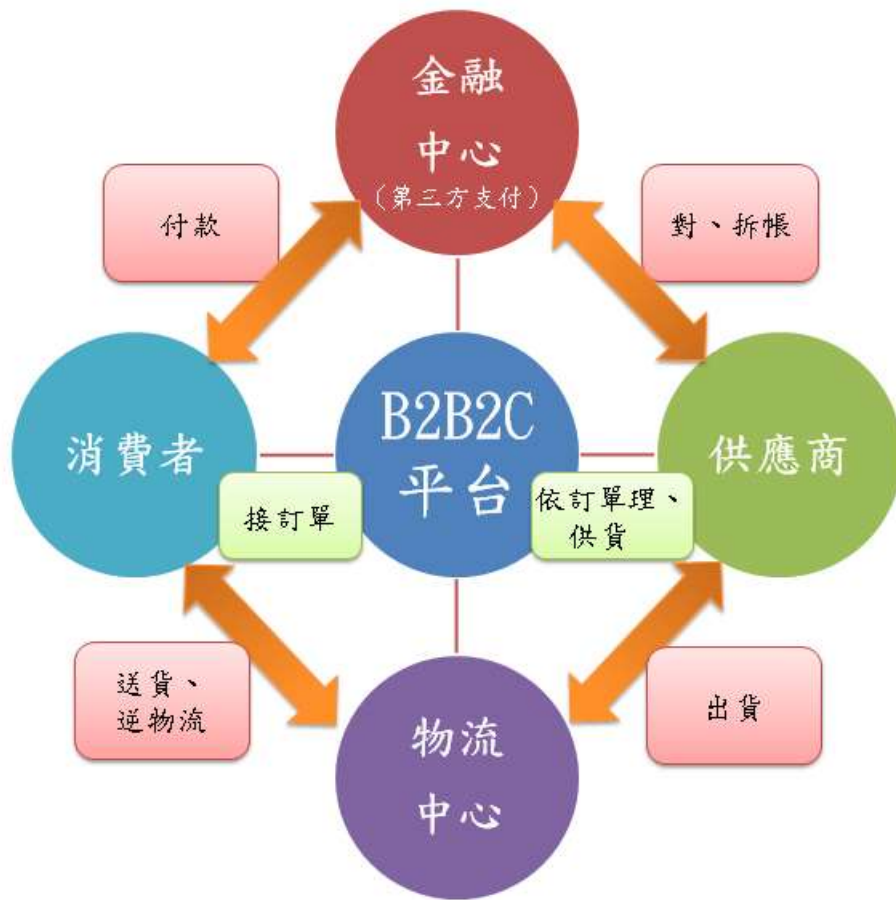 金融
中心
（第三方支付）
付款
對、拆帳
消費者
B2B2C
平台
供應商
接訂單
依訂單理、
供貨
送貨、
逆物流
出貨
物流
中心